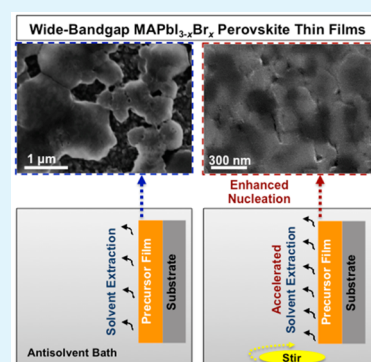 Wide-Bandgap MAPbI3-xBrx Perovskite Thin Films
1 μm
300 nm
Enhanced
Nucleation
Solvent Extraction
Precursor Film
Substrate
Antisolvent Bath
Accelerated
Solvent Extraction
Precursor Film
Substrate
Stir